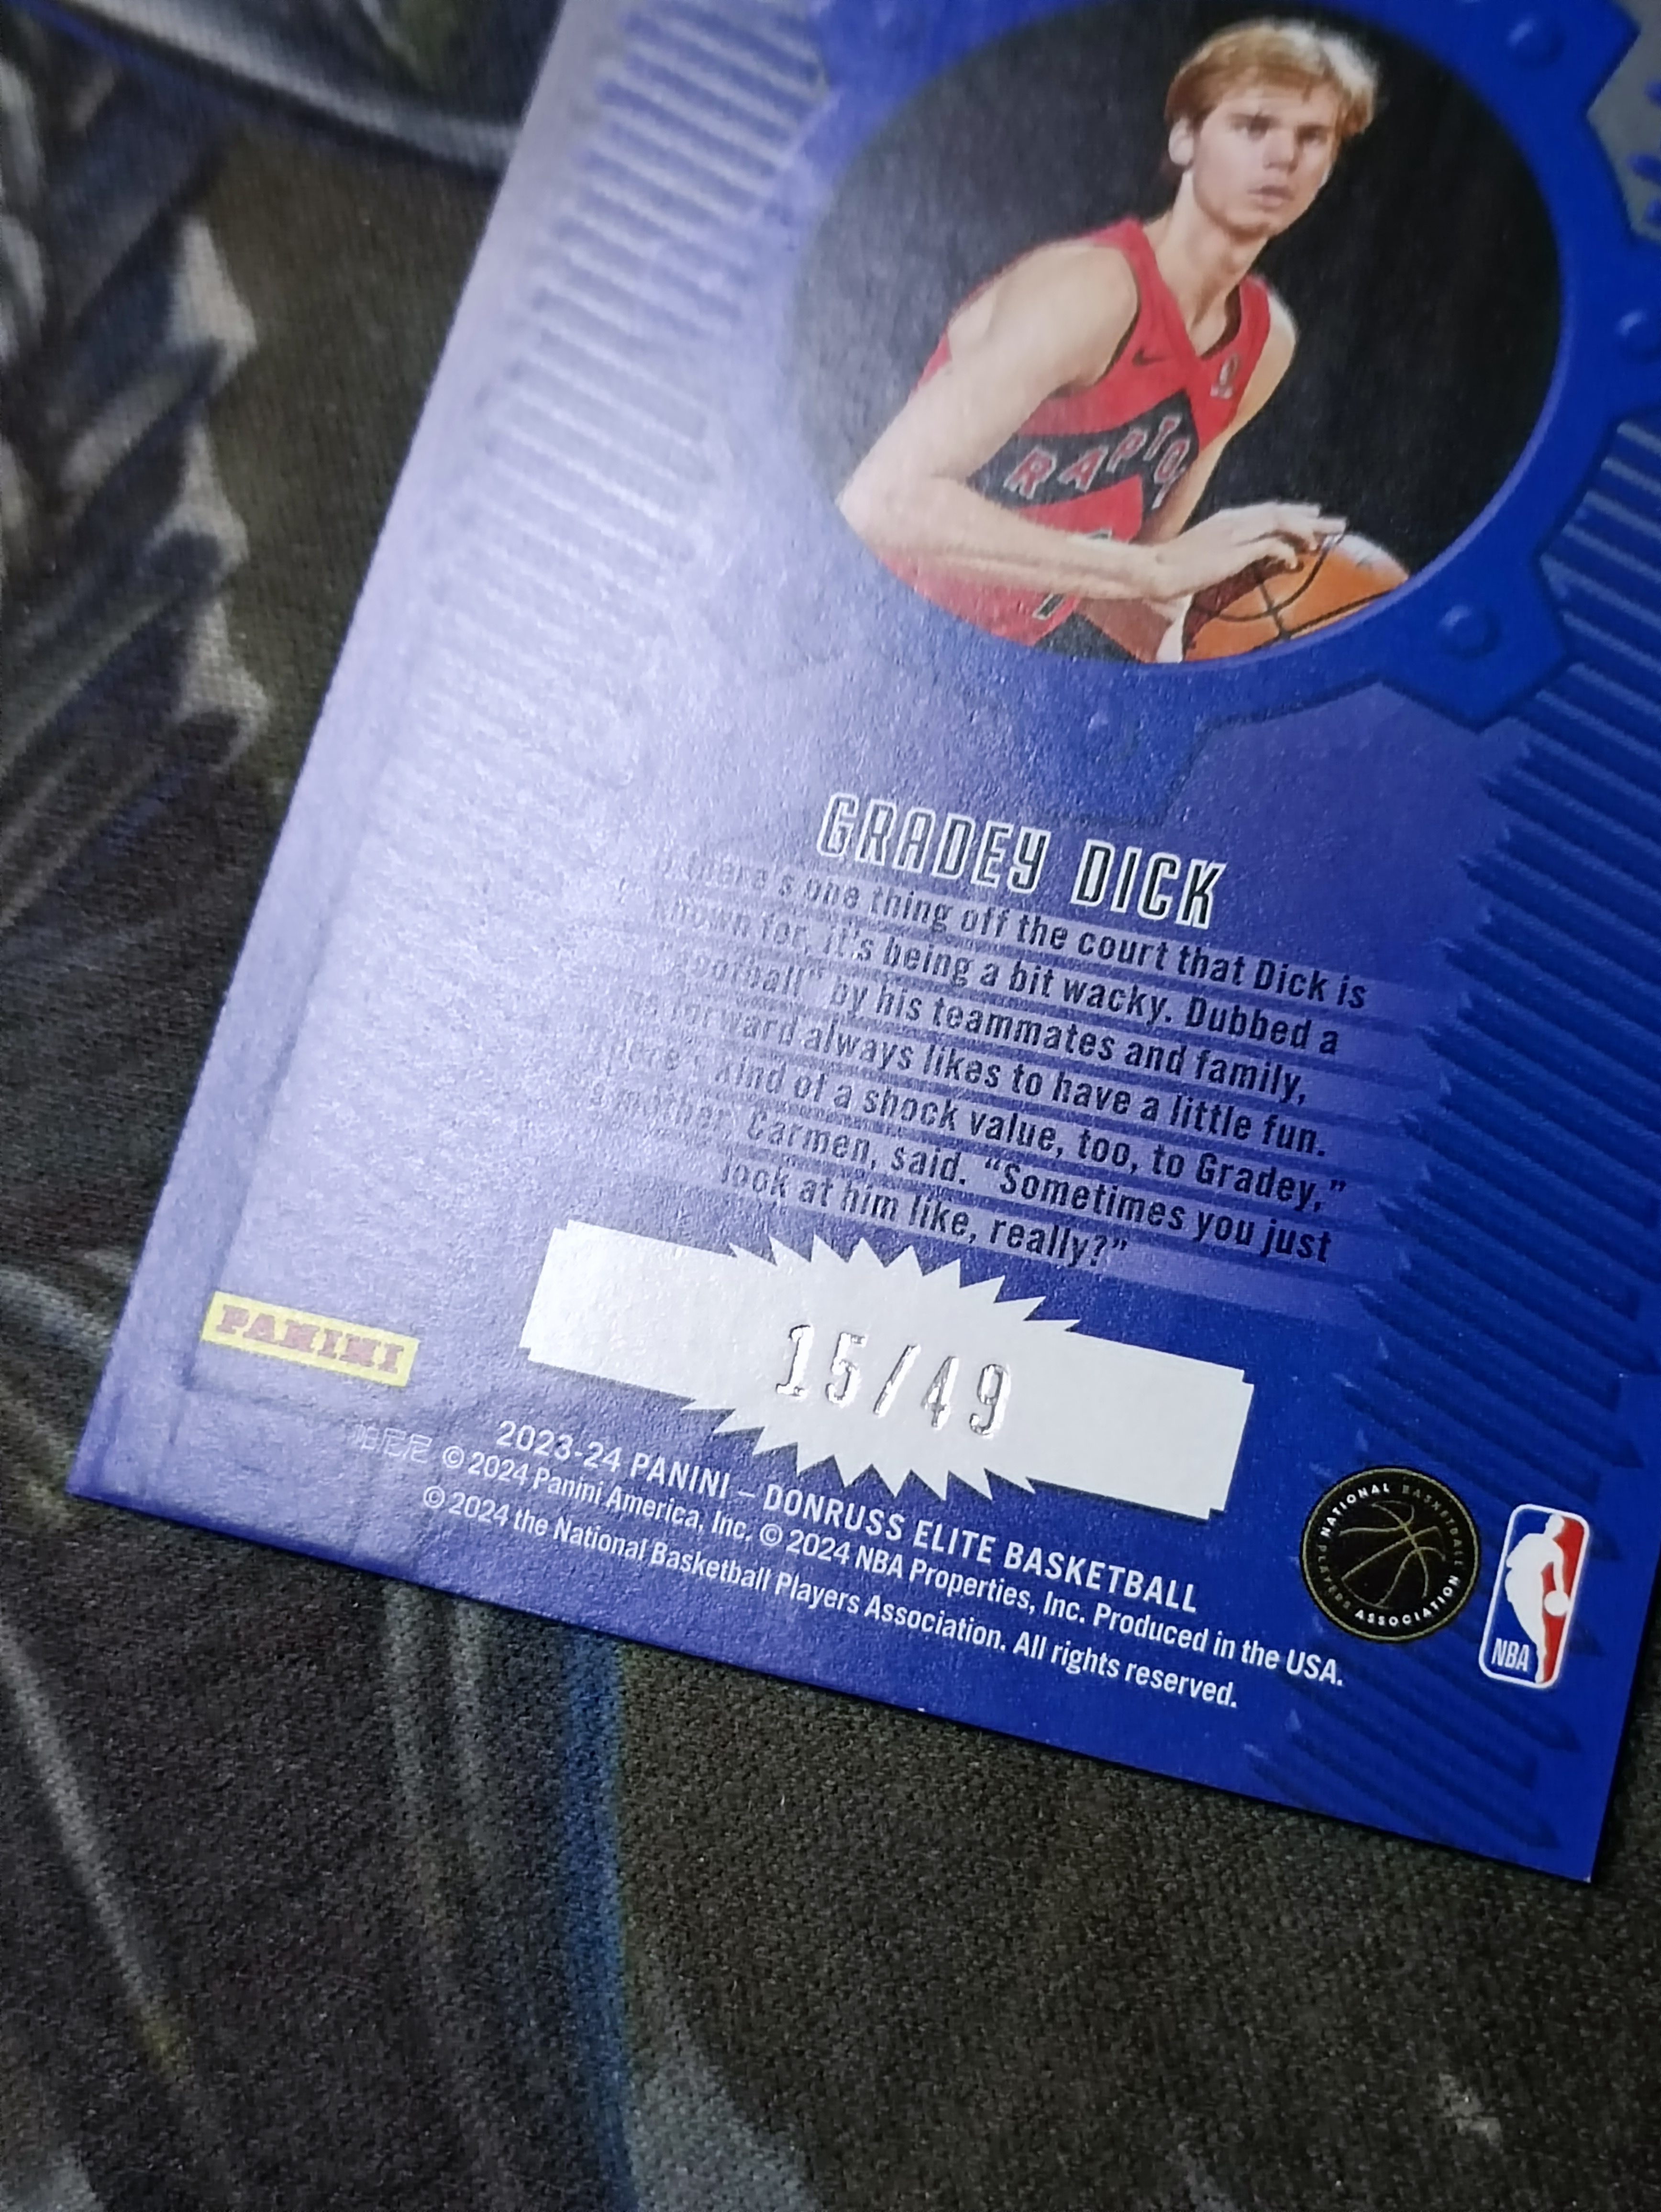 RAPTO
GRADEY DICK
there's one thing off the court that Dick is
known for, it's being a bit wacky. Dubbed a
goofball" by his teammates and family,
forward always likes to have a little fun.
kind of a shock value, too, to Gradey,"
mother, Carmen, said. "Sometimes you just
look at him like, really?"
15/49
PANINI
2023-24 PANINI – DONRUSS ELITE BASKETBALL
© 2024 Panini America, Inc. © 2024 NBA Properties, Inc. Produced in the USA.
© 2024 the National Basketball Players Association. All rights reserved.
NATIONAL BASKETBALL PLAYERS ASSOCIATION
NBA